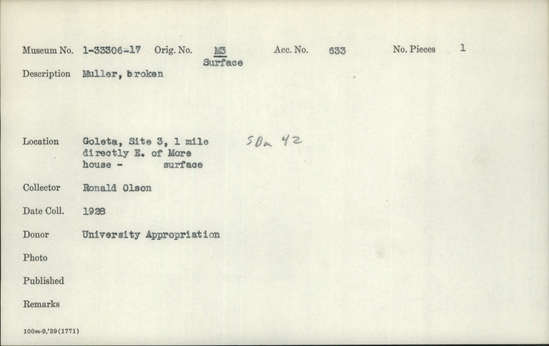 Museum No. 1-33306-17 Orig. No. M3 Acc. No. 633 No. Pieces 1
Surface
Description Muller, broken
Location Goleta, Site 3, 1 mile SBa 42
directly E. of More
house - surface
Collector Ronald Olson
Date Coll. 1928
Donor University Appropriation
Photo
Published
Remarks
100m-9,'29(1771)